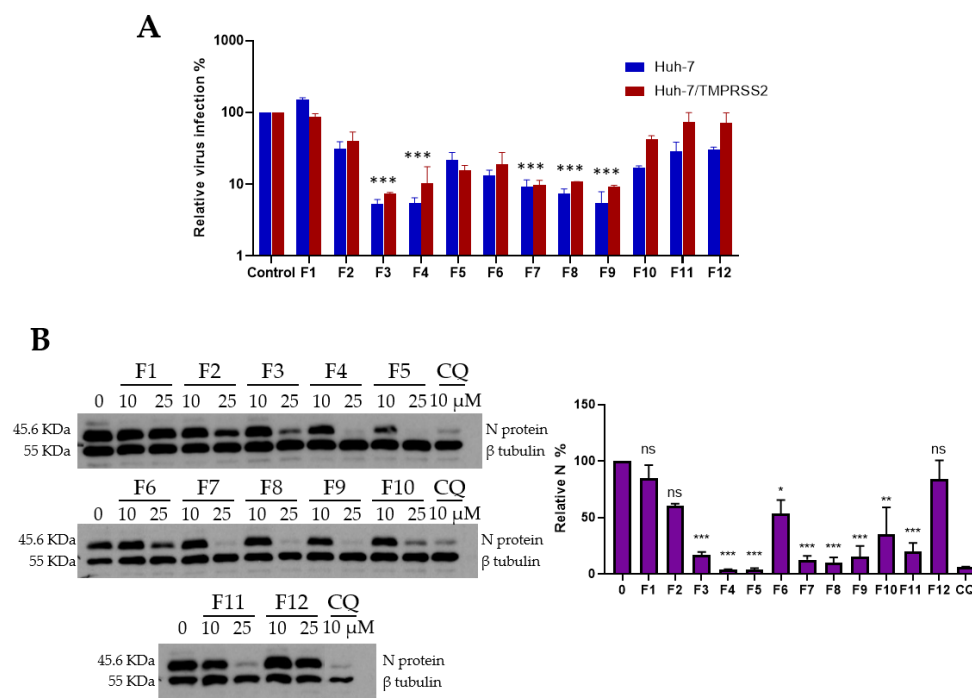 A
Relative virus infection %
1000
100
10
1
Huh-7
Huh-7/TMPRSS2
***
***
***
***
***
Control F1 F2 F3 F4 F5 F6 F7 F8 F9 F10 F11 F12
B
F1 F2 F3 F4 F5 CQ
0 10 25 10 25 10 25 10 25 10 25 10 µM
45.6 KDa N protein
55 KDa β tubulin
F6 F7 F8 F9 F10 CQ
0 10 25 10 25 10 25 10 25 10 25 10 µM
45.6 KDa N protein
55 KDa β tubulin
F11 F12 CQ
0 10 25 10 25 10 µM
45.6 KDa N protein
55 KDa β tubulin
Relative N %
150
100
50
0
ns ns *** *** *** * *** *** *** ** *** ns
0 F1 F2 F3 F4 F5 F6 F7 F8 F9 F10 F11 F12 CQ